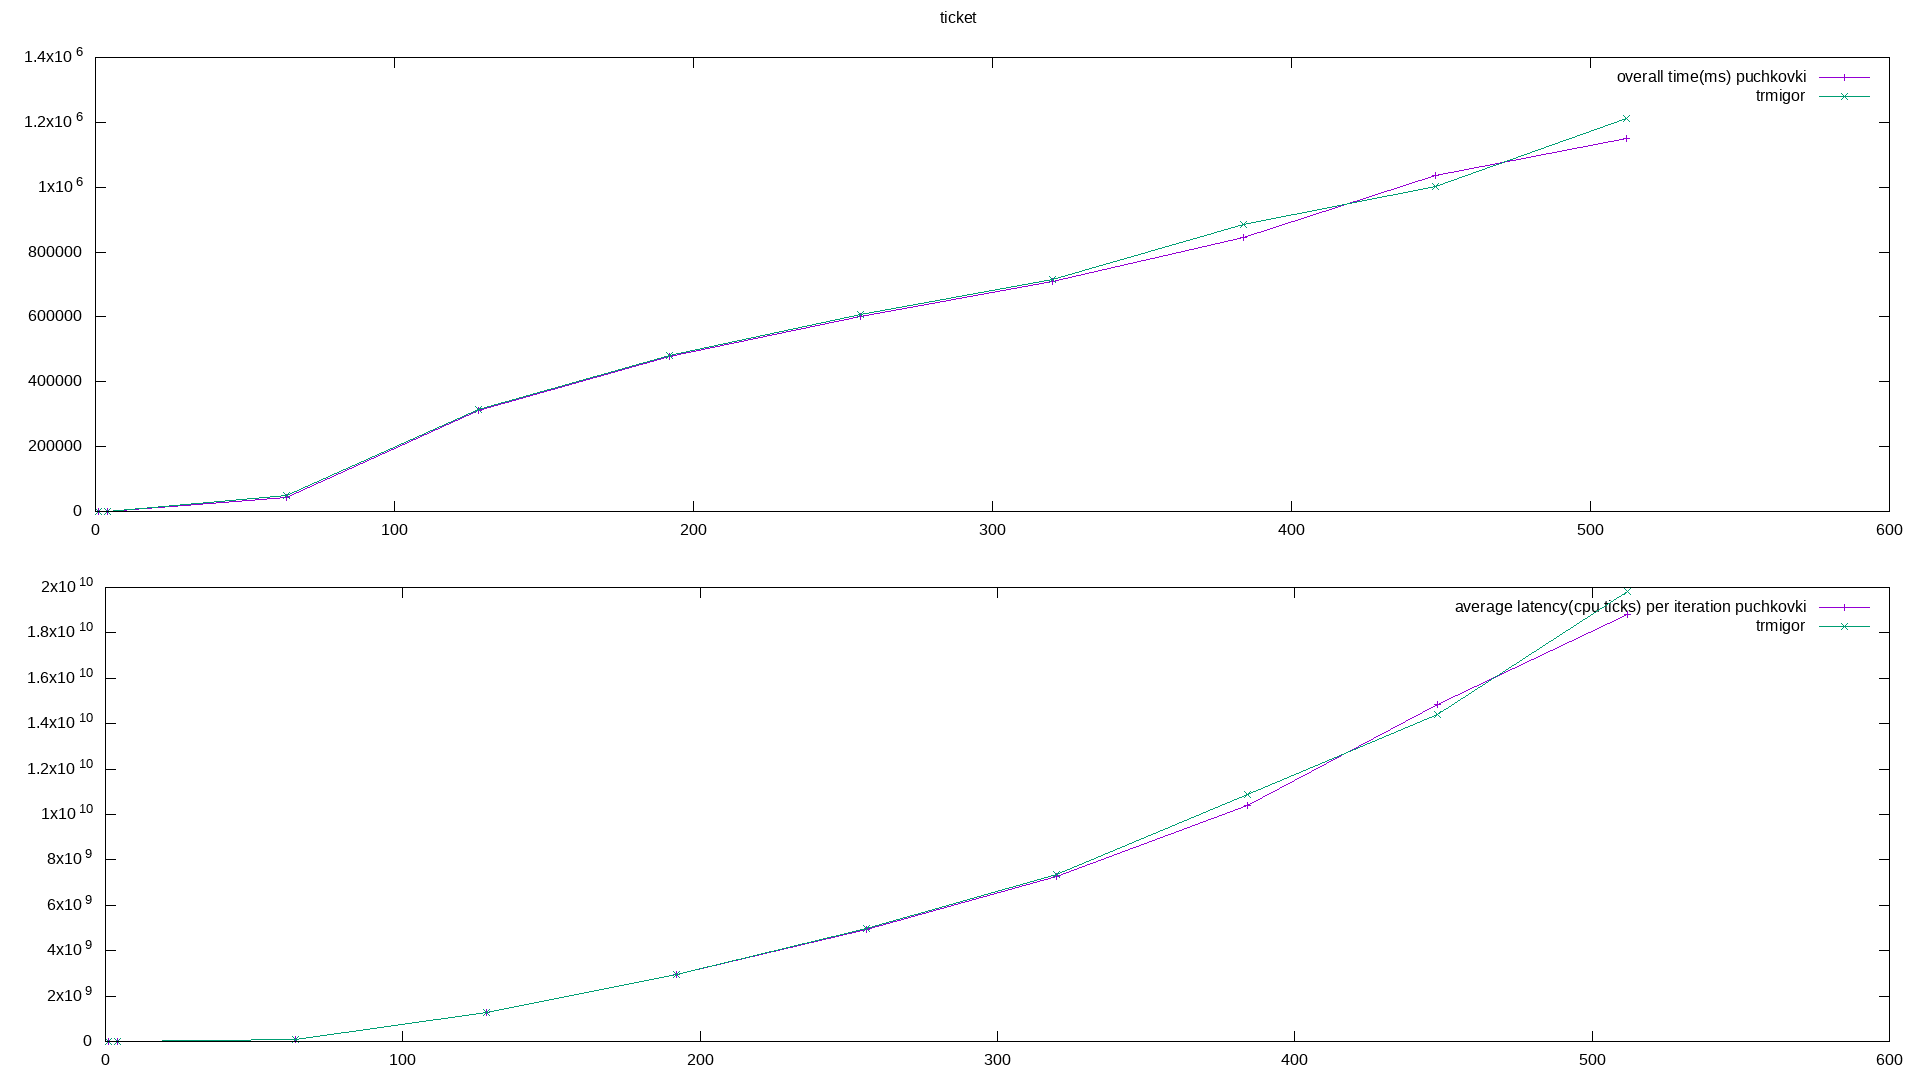 ticket
1.4x10 6
overall time(ms) puchkovki
trmigor
1.2x10 6
1x10 6
800000
600000
400000
200000
0
0 100 200 300 400 500 600
2x10 10
average latency(cpu ticks) per iteration puchkovki
trmigor
1.8x10 10
1.6x10 10
1.4x10 10
1.2x10 10
1x10 10
8x10 9
6x10 9
4x10 9
2x10 9
0
0 100 200 300 400 500 600